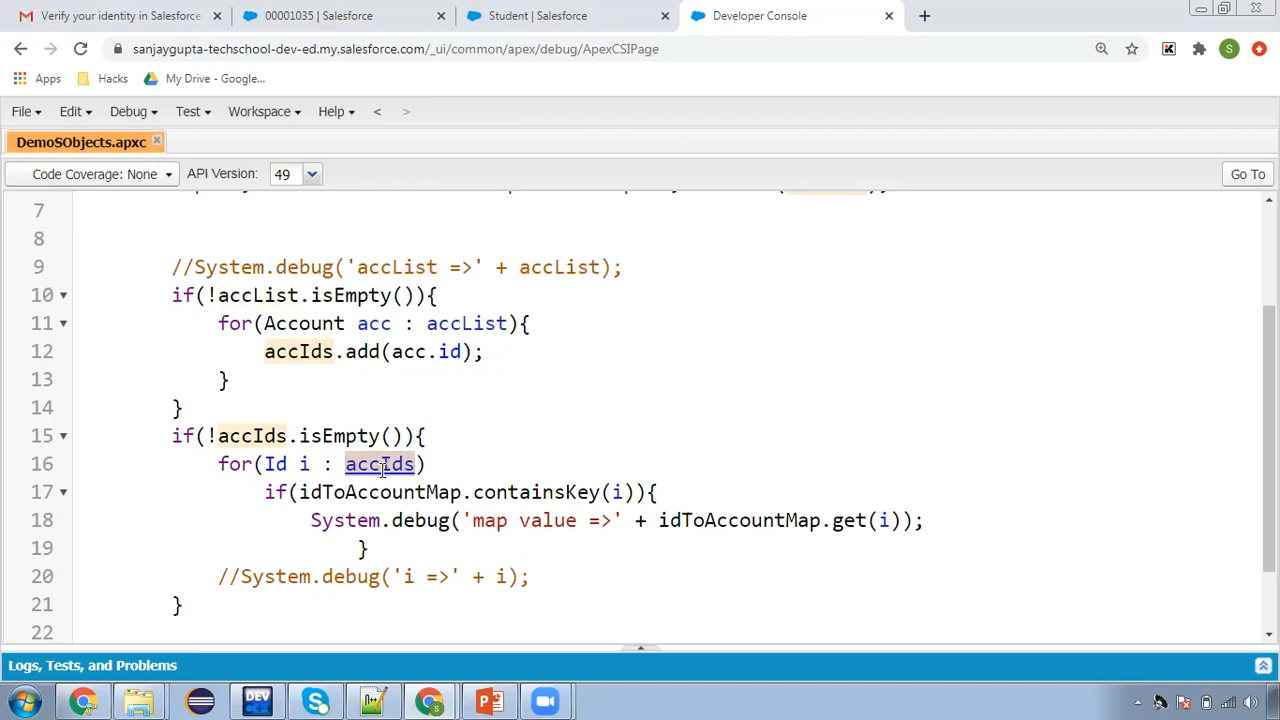 Verify your identity in Salesforce
00001035 | Salesforce
Student | Salesforce
Developer Console
sanjaygupta-techschool-dev-ed.my.salesforce.com/_ui/common/apex/debug/ApexCSIPage
S
Apps Hacks My Drive - Google...
File Edit Debug Test Workspace Help < >
DemoSObjects.apxc
Code Coverage: None API Version: 49 Go To
7
8
9 //System.debug('accList =>' + accList);
10 if(!accList.isEmpty()){
11 for(Account acc : accList){
12 accIds.add(acc.id);
13 }
14 }
15 if(!accIds.isEmpty()){
16 for(Id i : accIds)
17 if(idToAccountMap.containsKey(i)){
18 System.debug('map value =>' + idToAccountMap.get(i));
19 }
20 //System.debug('i =>' + i);
21 }
22
Logs, Tests, and Problems
DEV